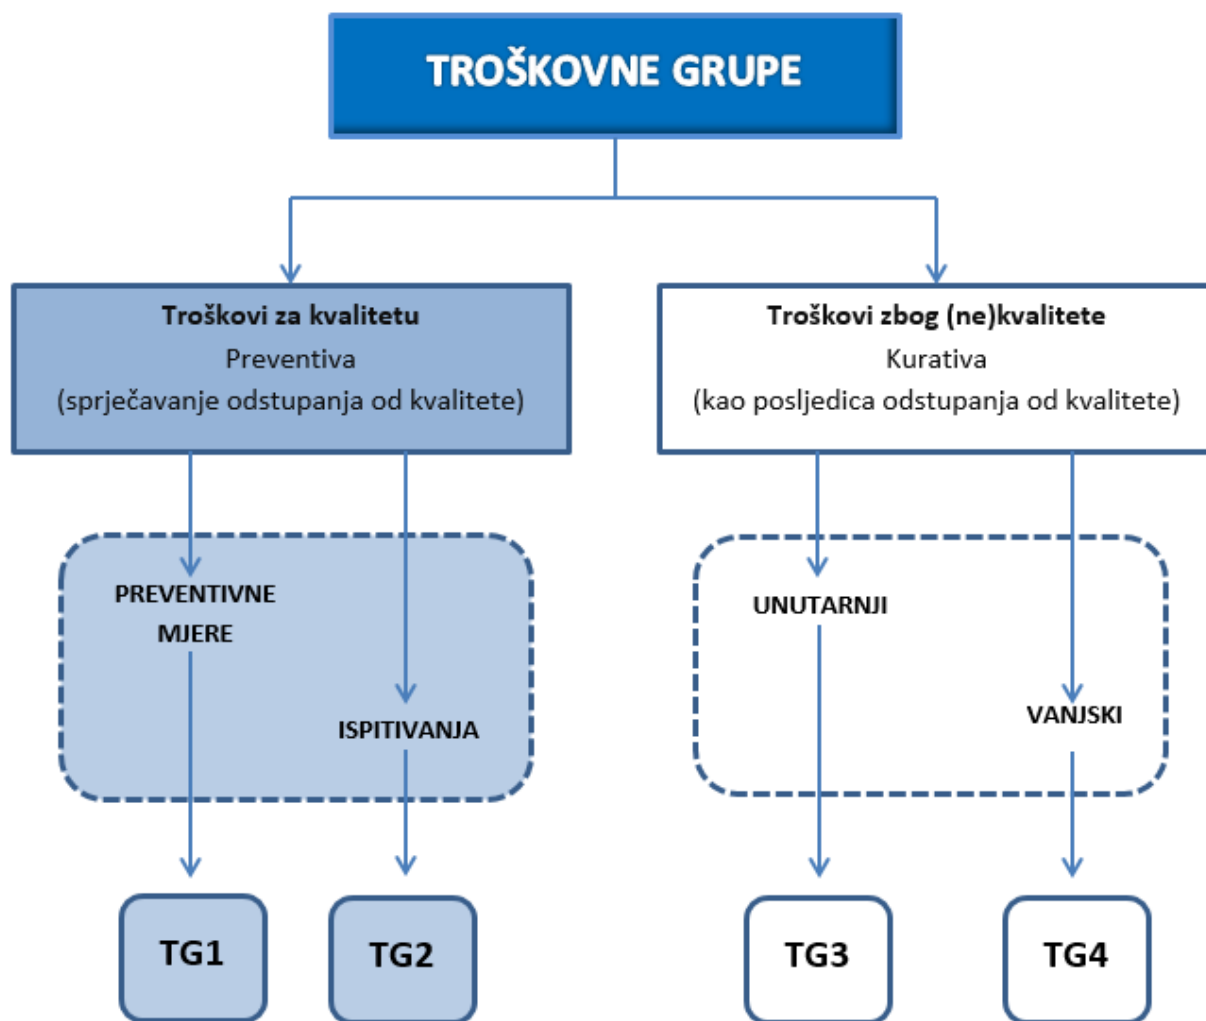 TROŠKOVNE GRUPE
Troškovi za kvalitetu
Preventiva
(sprječavanje odstupanja od kvalitete)
Troškovi zbog (ne)kvalitete
Kurativa
(kao posljedica odstupanja od kvalitete)
PREVENTIVNE
MJERE
ISPITIVANJA
UNUTARNJI
VANJSKI
TG1
TG2
TG3
TG4